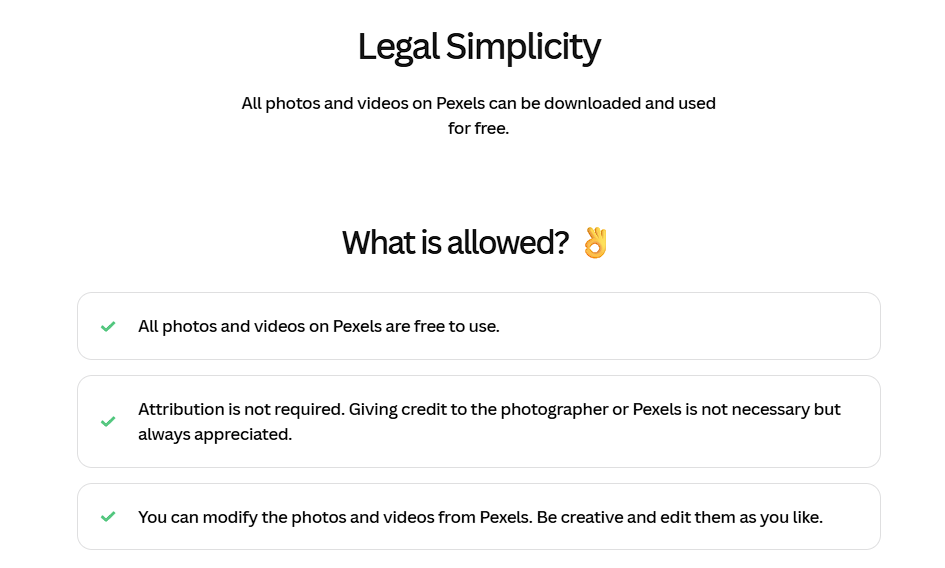 Legal Simplicity
All photos and videos on Pexels can be downloaded and used
for free.
What is allowed? 👌
All photos and videos on Pexels are free to use.
Attribution is not required. Giving credit to the photographer or Pexels is not necessary but
always appreciated.
You can modify the photos and videos from Pexels. Be creative and edit them as you like.